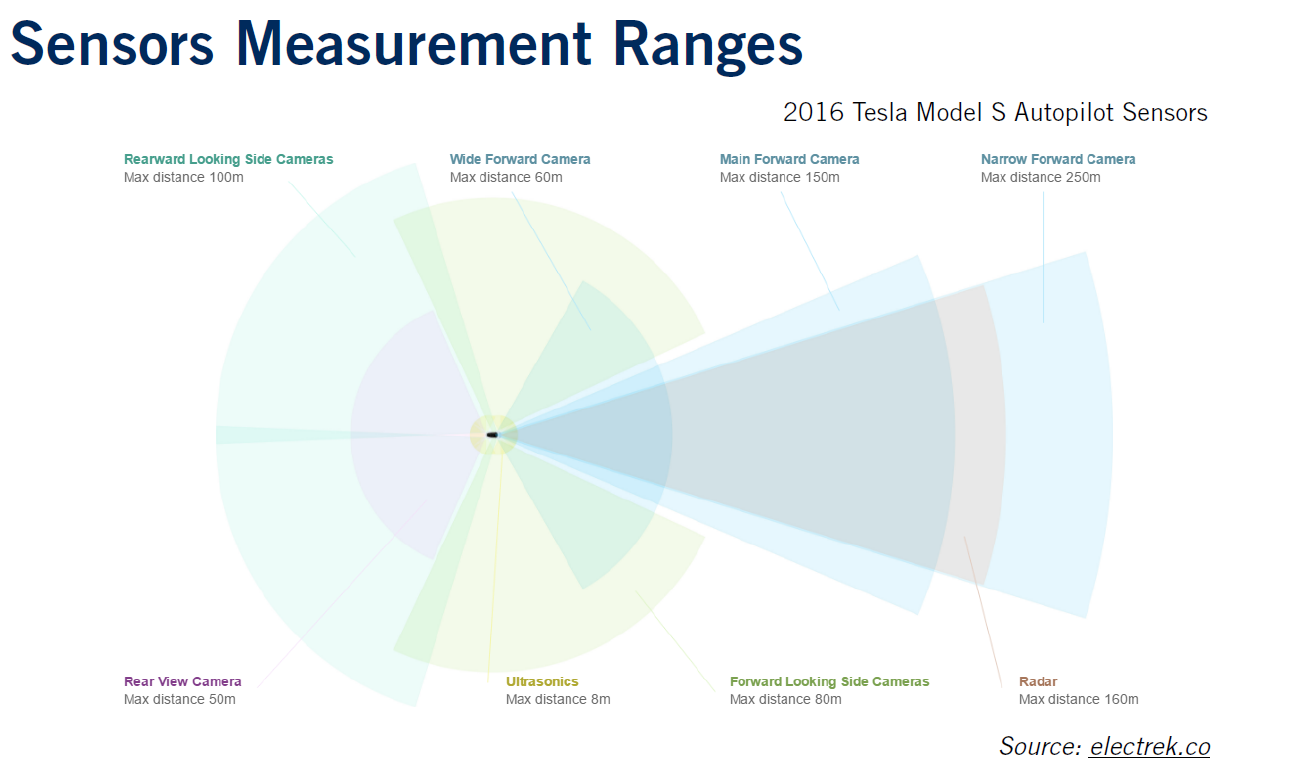 Sensors Measurement Ranges
2016 Tesla Model S Autopilot Sensors
Rearward Looking Side Cameras
Max distance 100m
Wide Forward Camera
Max distance 60m
Main Forward Camera
Max distance 150m
Narrow Forward Camera
Max distance 250m
Rear View Camera
Max distance 50m
Ultrasonics
Max distance 8m
Forward Looking Side Cameras
Max distance 80m
Radar
Max distance 160m
Source: electrek.co